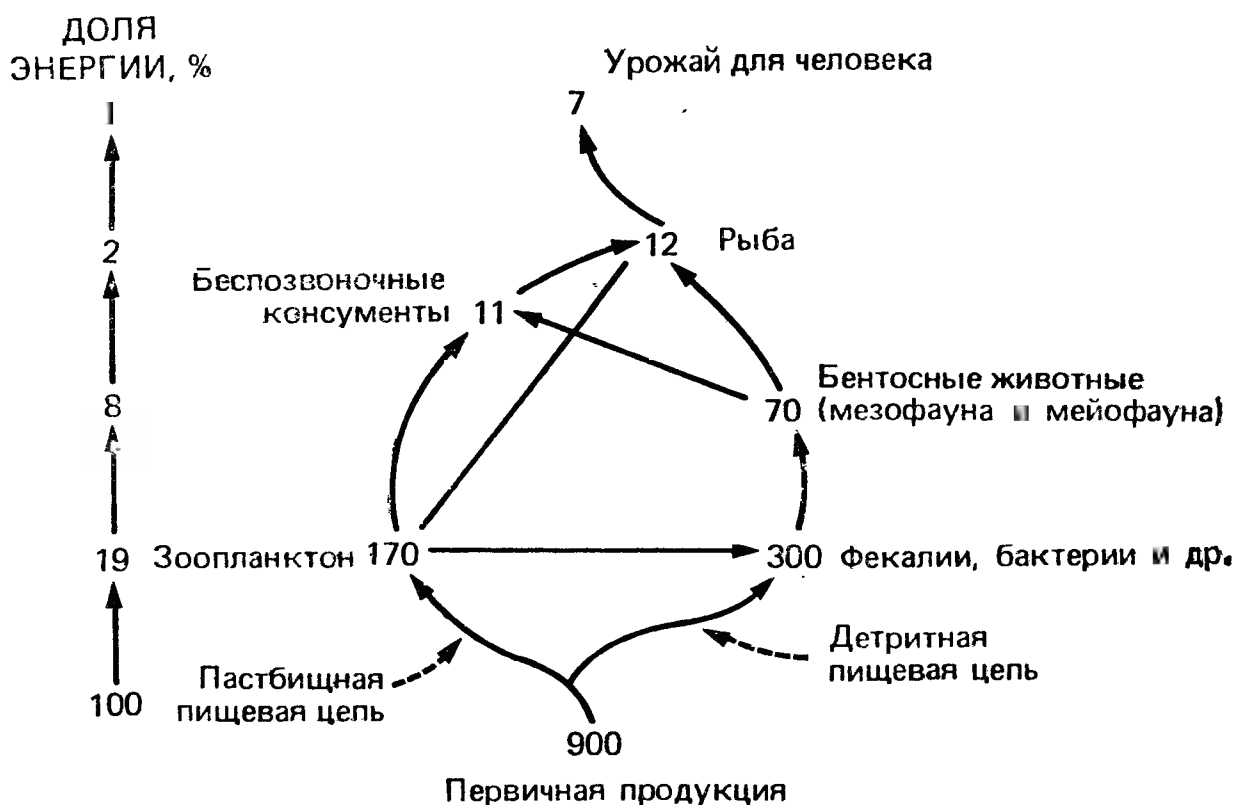 ДОЛЯ
ЭНЕРГИИ, %
Урожай для человека
1
7
2
12 Рыба
Беспозвоночные
консументы 11
8
Бентосные животные
70 (мезофауна и мейофауна)
19 Зоопланктон 170
300 Фекалии, бактерии и др.
Детритная
пищевая цепь
Пастбищная
пищевая цепь
100
900
Первичная продукция